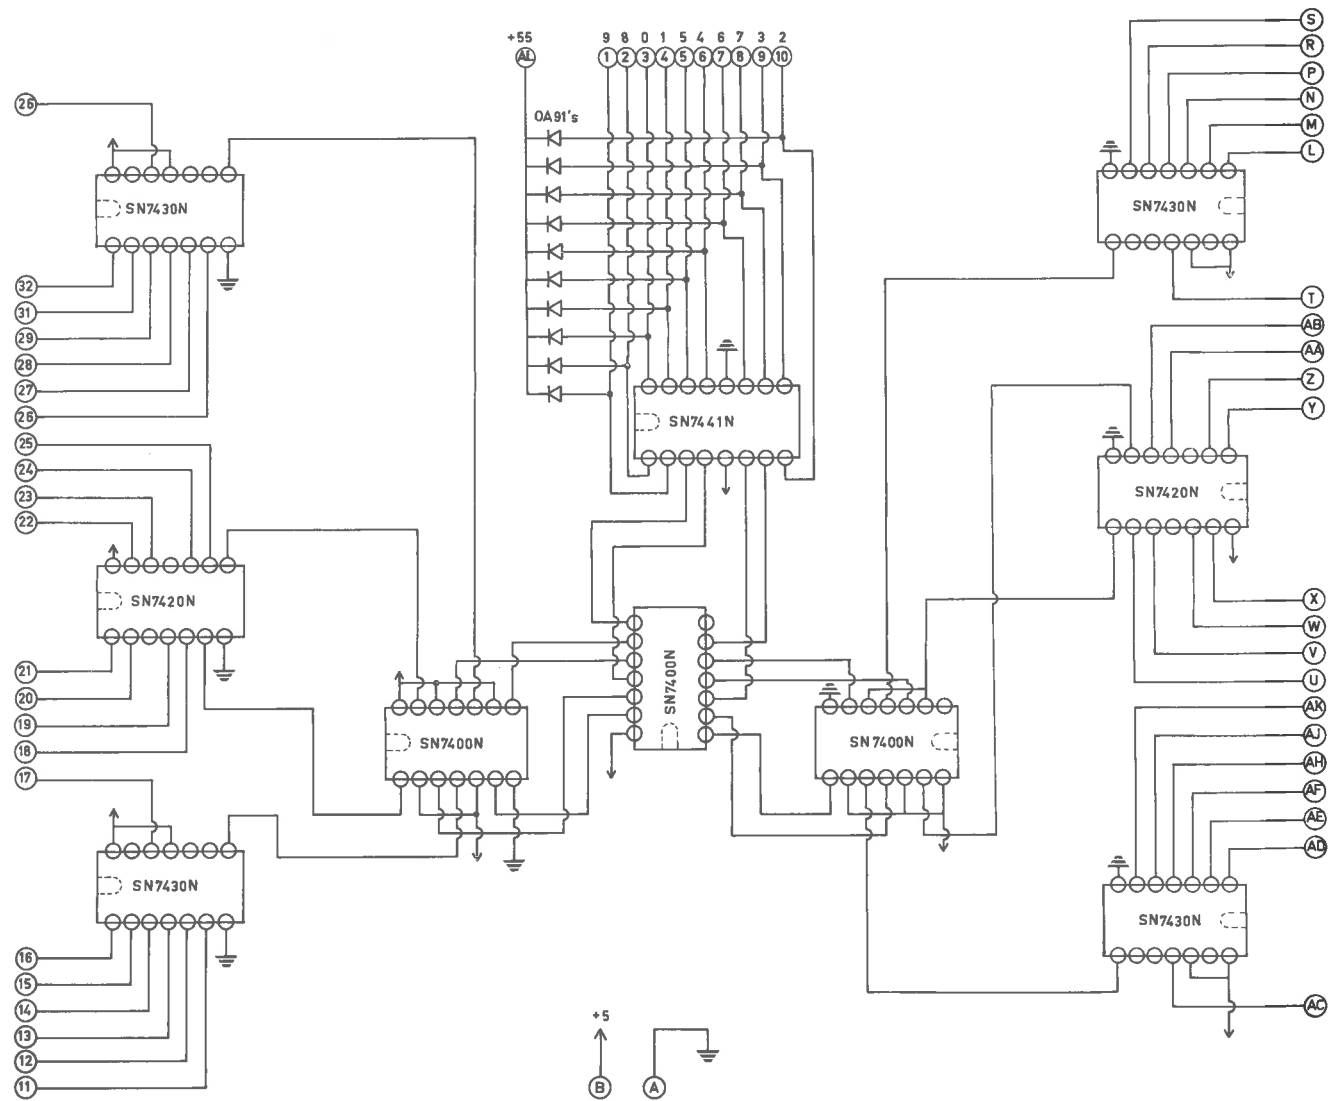 +55 9 8 0 1 5 4 6 7 3 2
AL 1 2 3 4 5 6 7 8 9 10
OA91's
26
SN7430N
32
31
29
28
27
26
25
24
23
22
SN7420N
21
20
19
18
17
SN7430N
16
15
14
13
12
11
SN7441N
SN7400N
SN7400N
SN7400N
+5
B
A
S
R
P
N
M
L
SN7430N
T
AB
AA
Z
Y
SN7420N
X
W
V
U
AK
AJ
AH
AF
AE
AD
SN7430N
AC